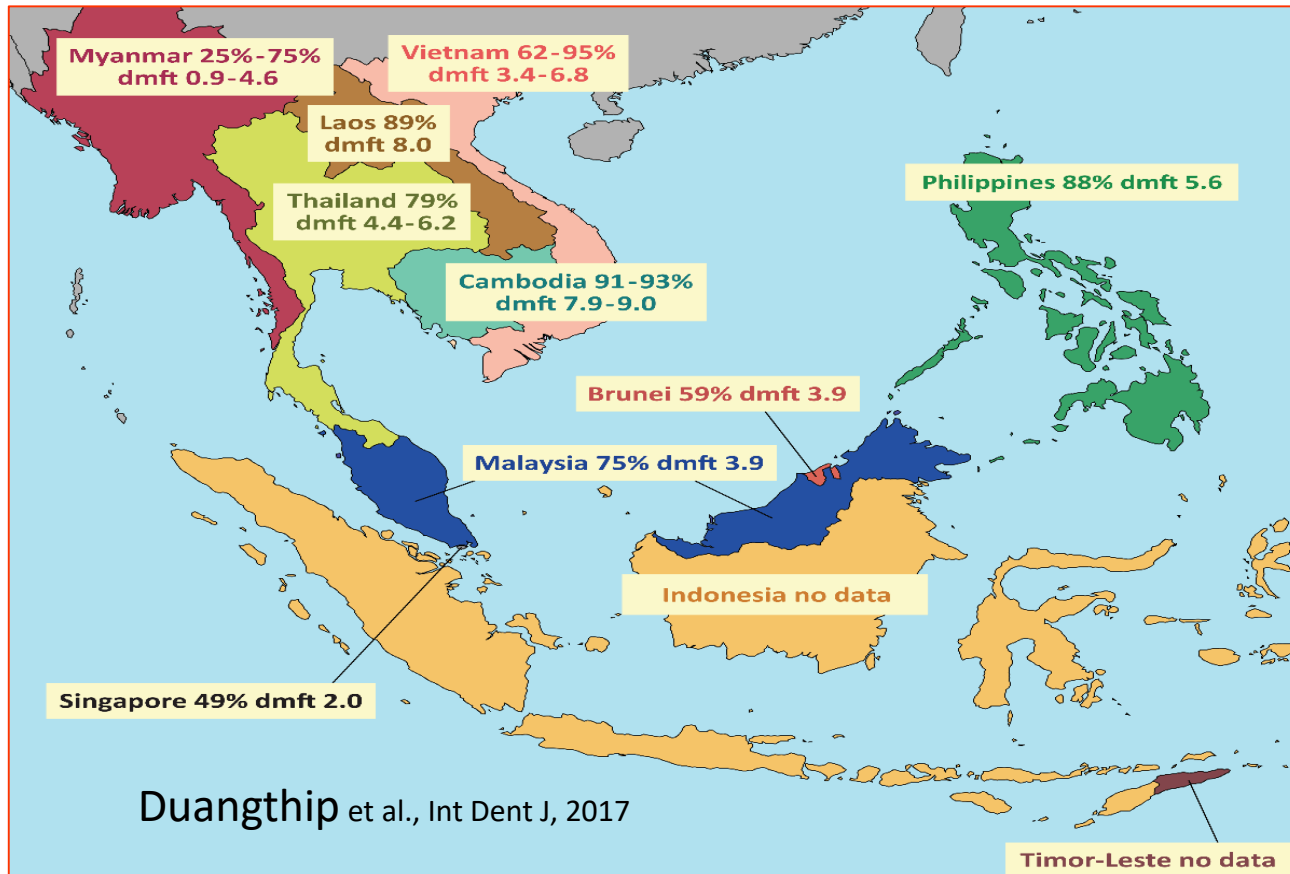 Myanmar 25%-75%
dmft 0.9-4.6
Vietnam 62-95%
dmft 3.4-6.8
Laos 89%
dmft 8.0
Thailand 79%
dmft 4.4-6.2
Philippines 88% dmft 5.6
Cambodia 91-93%
dmft 7.9-9.0
Brunei 59% dmft 3.9
Malaysia 75% dmft 3.9
Indonesia no data
Singapore 49% dmft 2.0
Duangthip et al., Int Dent J, 2017
Timor-Leste no data